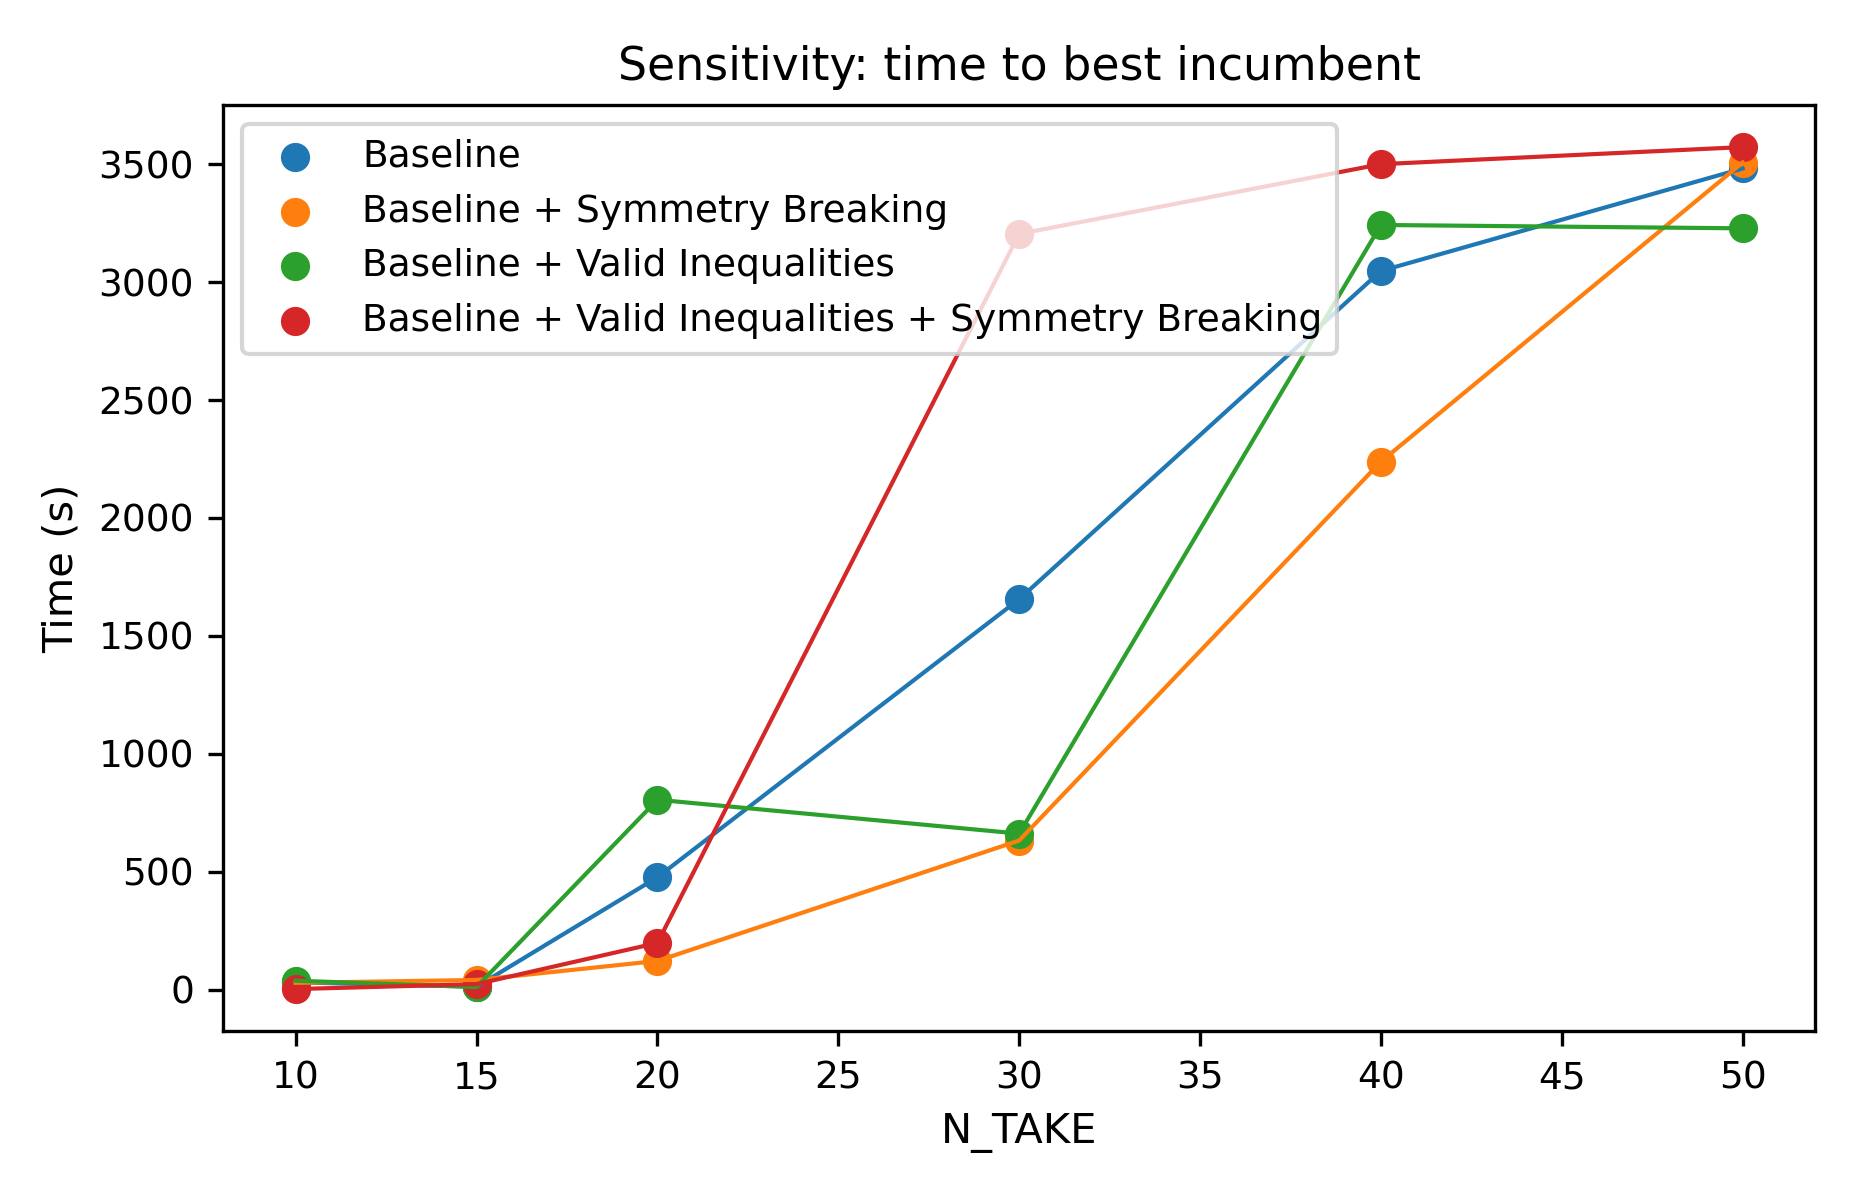 Sensitivity: time to best incumbent
Baseline
Baseline + Symmetry Breaking
Baseline + Valid Inequalities
Baseline + Valid Inequalities + Symmetry Breaking
3500
3000
2500
2000
1500
1000
500
0
Time (s)
10 15 20 25 30 35 40 45 50
N_TAKE